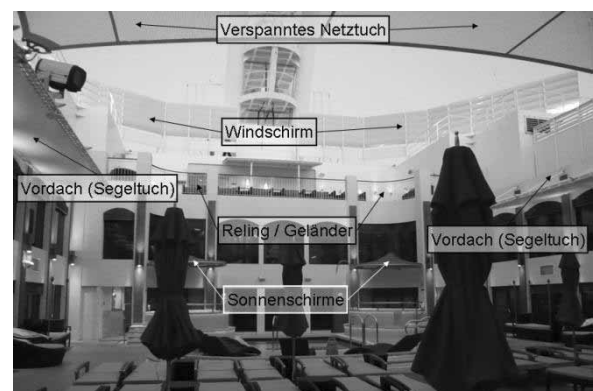 Verspanntes Netztuch
Windschirm
Vordach (Segeltuch)
Reling / Geländer
Vordach (Segeltuch)
Sonnenschirme